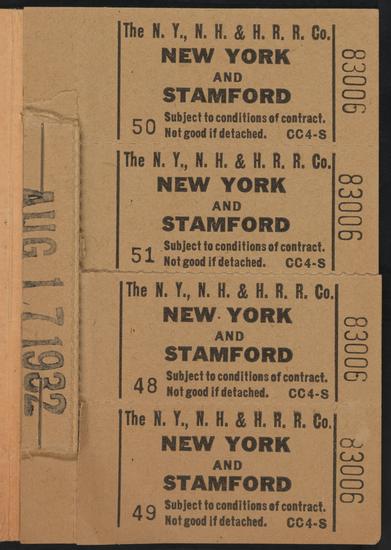 The N. Y., N. H. & H. R. R. Co.
NEW YORK
AND
STAMFORD
Subject to conditions of contract.
50 Not good if detached. CC4-S
83006
The N. Y., N. H. & H. R. R. Co.
NEW YORK
AND
STAMFORD
Subject to conditions of contract.
51 Not good if detached. CC4-S
83006
The N. Y., N. H. & H. R. R. Co.
NEW YORK
AND
STAMFORD
Subject to conditions of contract.
48 Not good if detached. CC4-S
83006
The N. Y., N. H. & H. R. R. Co.
NEW YORK
AND
STAMFORD
Subject to conditions of contract.
49 Not good if detached. CC4-S
83006
AUG 17 1932